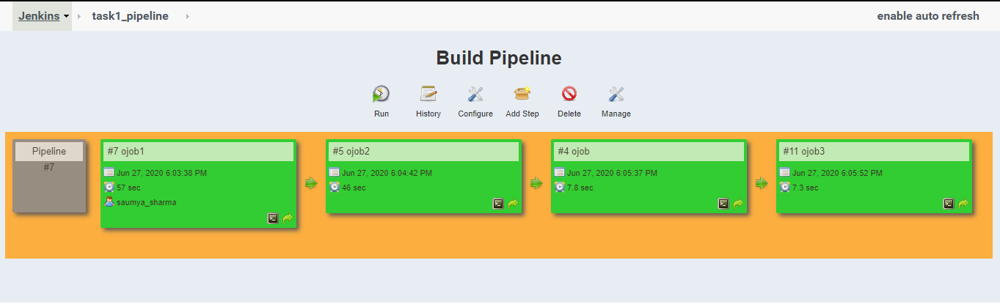 Jenkins task1_pipeline enable auto refresh
Build Pipeline
Run History Configure Add Step Delete Manage
Pipeline
#7
#7 ojob1
Jun 27, 2020 6:03:38 PM
57 sec
saumya_sharma
#5 ojob2
Jun 27, 2020 6:04:42 PM
46 sec
#4 ojob
Jun 27, 2020 6:05:37 PM
7.8 sec
#11 ojob3
Jun 27, 2020 6:05:52 PM
7.3 sec